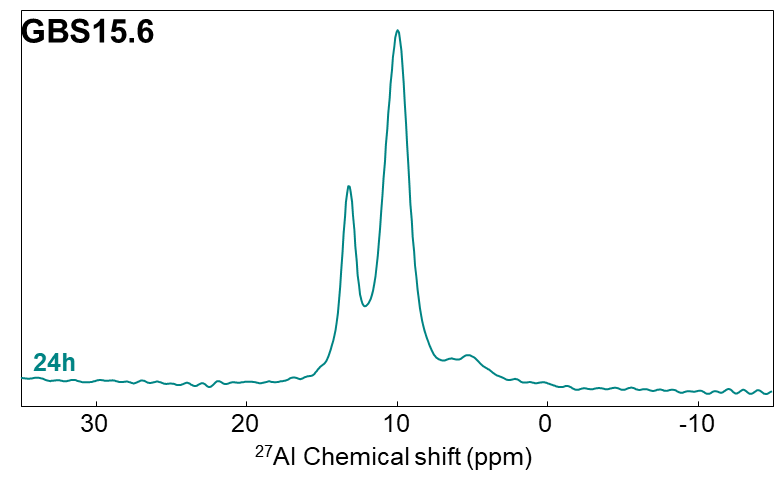 GBS15.6
24h
30 20 10 0 -10
27Al Chemical shift (ppm)